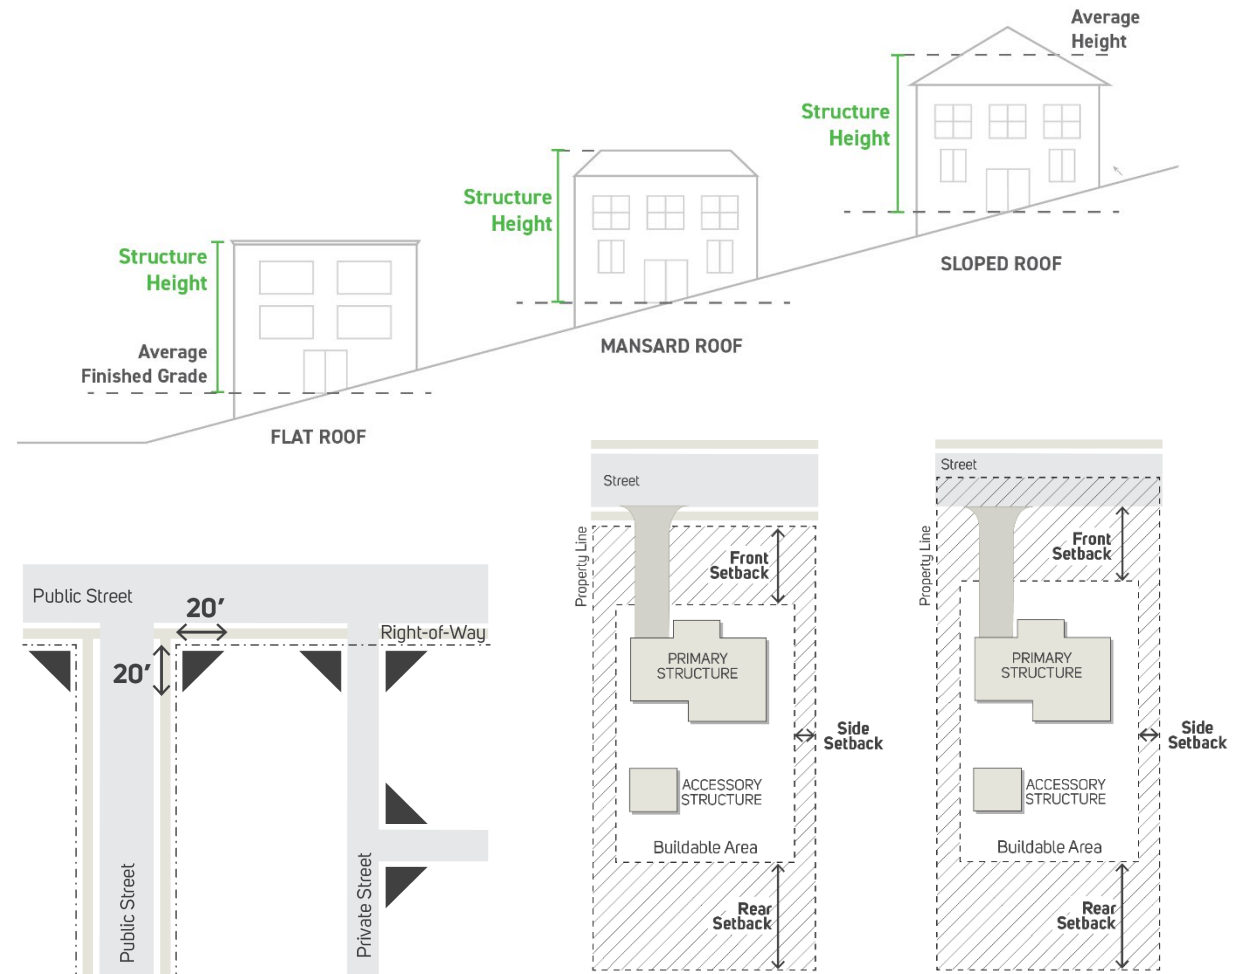 Average
Height
Structure
Height
SLOPED ROOF
Structure
Height
MANSARD ROOF
Structure
Height
Average
Finished Grade
FLAT ROOF
Public Street
20'
Right-of-Way
20'
Public Street
Private Street
Street
Property Line
Front
Setback
PRIMARY
STRUCTURE
Side
Setback
ACCESSORY
STRUCTURE
Buildable Area
Rear
Setback
Street
Property Line
Front
Setback
PRIMARY
STRUCTURE
Side
Setback
ACCESSORY
STRUCTURE
Buildable Area
Rear
Setback